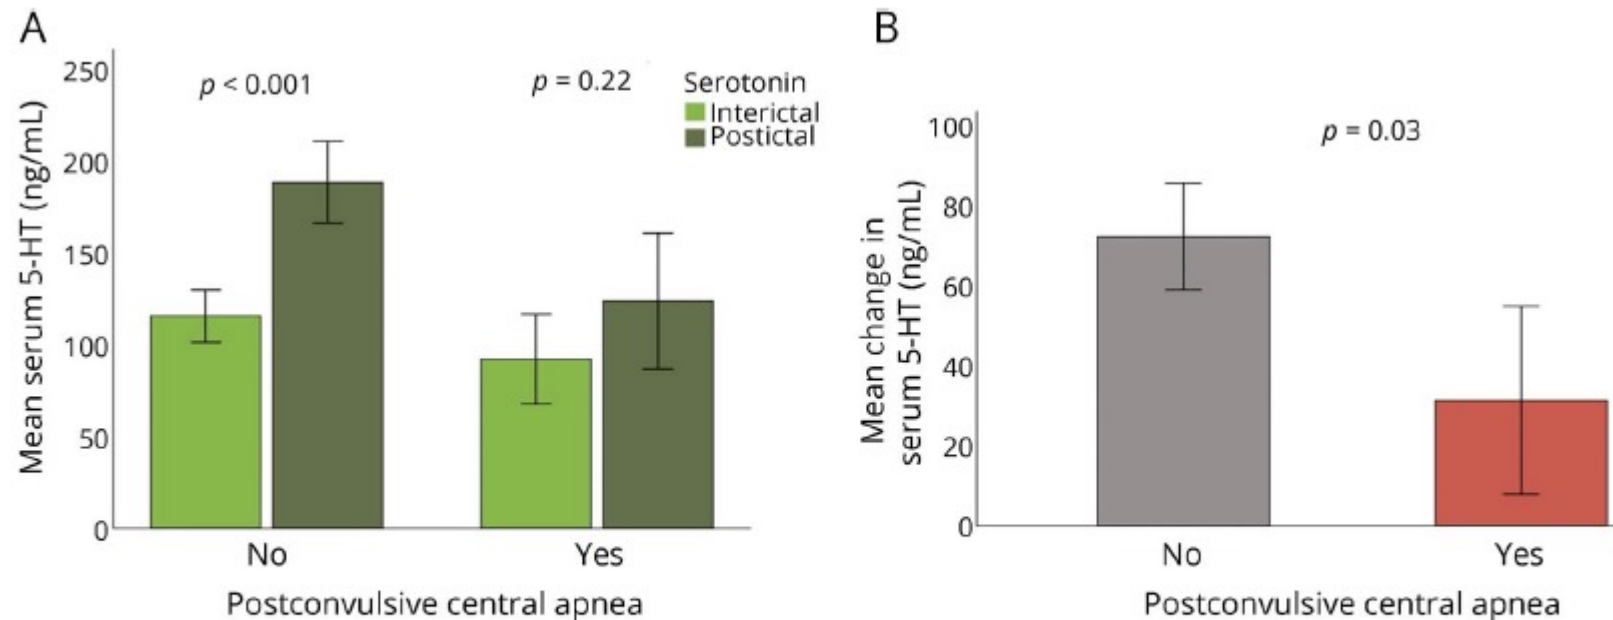 A
Mean serum 5-HT (ng/mL)
250
200
150
100
50
0
p < 0.001
p = 0.22
Serotonin
Interictal
Postictal
No
Yes
Postconvulsive central apnea
B
Mean change in
serum 5-HT (ng/mL)
100
80
60
40
20
0
p = 0.03
No
Yes
Postconvulsive central apnea